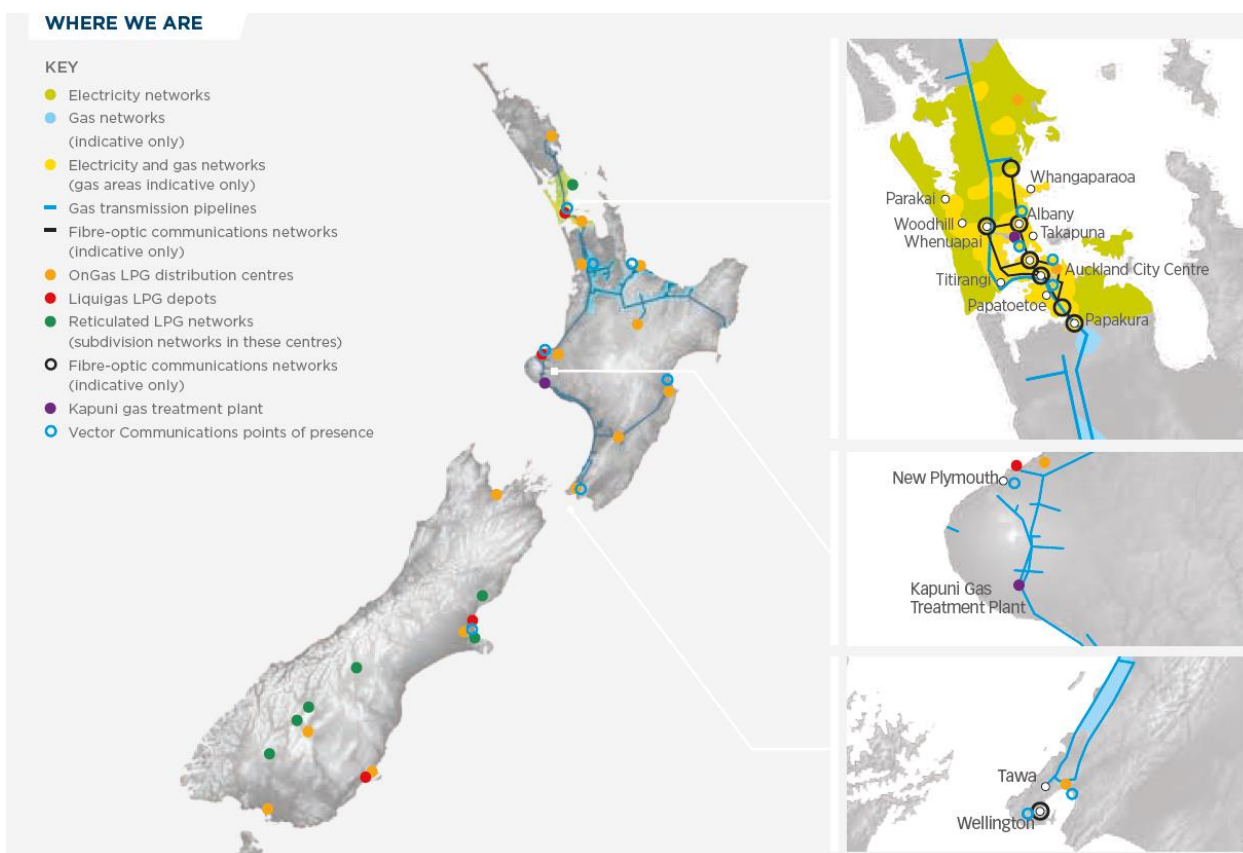 WHERE WE ARE
KEY
Electricity networks
Gas networks
(indicative only)
Electricity and gas networks
(gas areas indicative only)
Gas transmission pipelines
Fibre-optic communications networks
(indicative only)
OnGas LPG distribution centres
Liquigas LPG depots
Reticulated LPG networks
(subdivision networks in these centres)
Fibre-optic communications networks
(indicative only)
Kapuni gas treatment plant
Vector Communications points of presence
Whangaparaoa
Parakai
Albany
Woodhill
Takapuna
Whenuapai
Auckland City Centre
Titirangi
Papatoetoe
Papakura
New Plymouth
Kapuni Gas
Treatment Plant
Tawa
Wellington